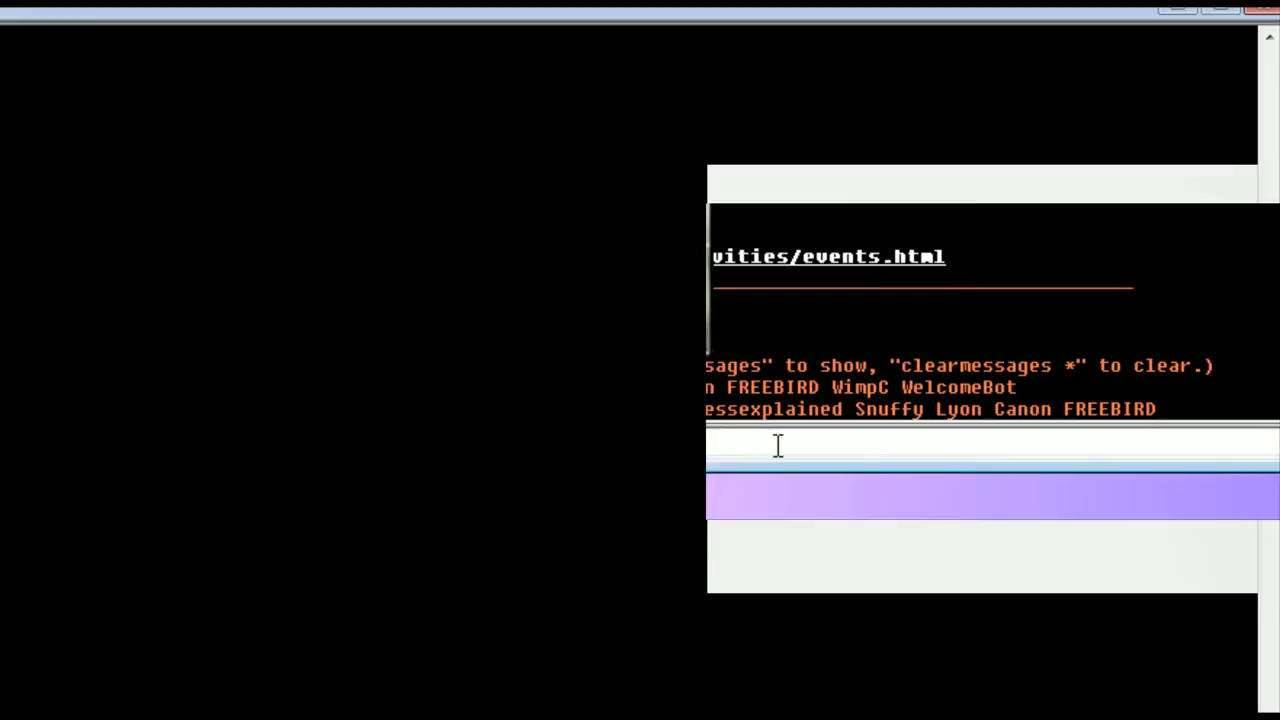 vities/events.html
sages" to show, "clearmessages *" to clear.)
n FREEBIRD WimpC WelcomeBot
essexplained Snuffy Lyon Canon FREEBIRD